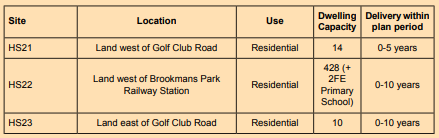 Site Location Use Dwelling Capacity Delivery within plan period
HS21 Land west of Golf Club Road Residential 14 0-5 years
HS22 Land west of Brookmans Park Railway Station Residential 428 (+ 2FE Primary School) 0-10 years
HS23 Land east of Golf Club Road Residential 10 0-10 years